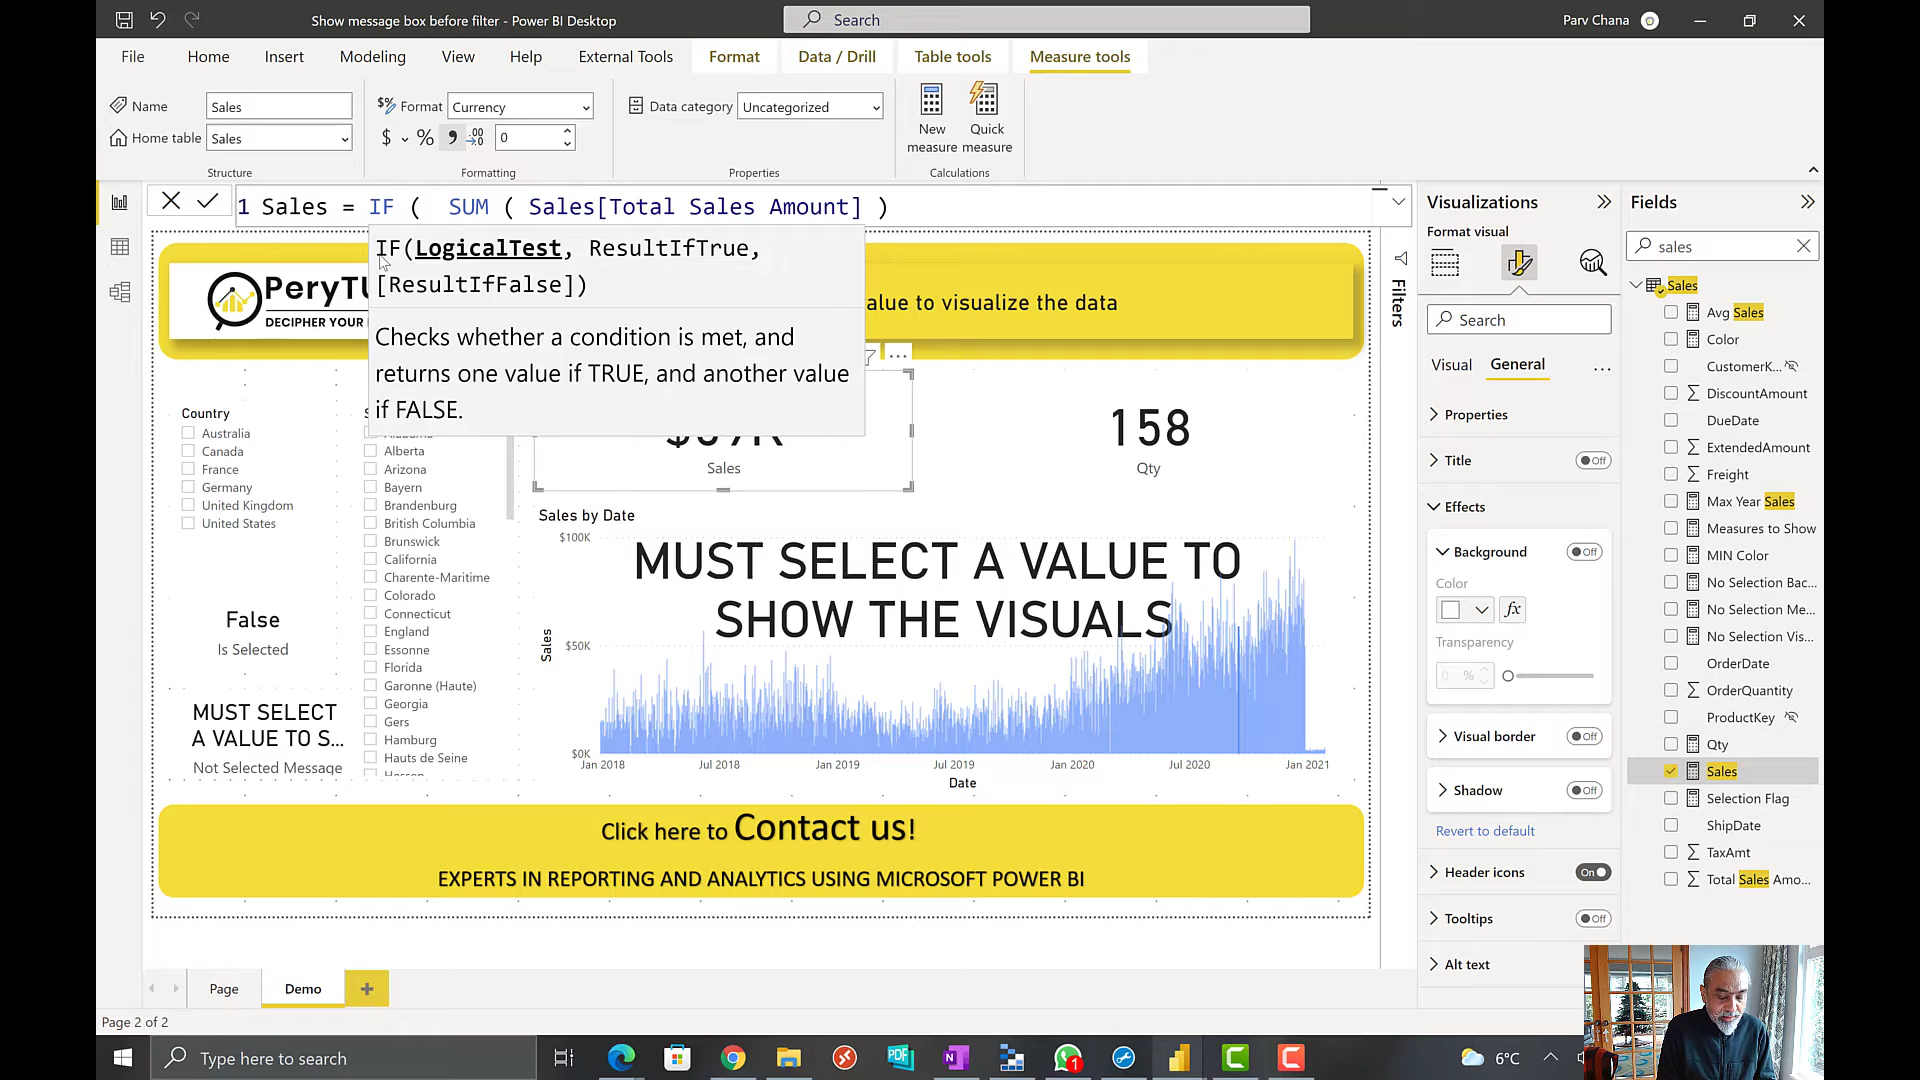 Show message box before filter - Power BI Desktop
Search
Parv Chana
File Home Insert Modeling View Help External Tools Format Data / Drill Table tools Measure tools
Name Sales
Home table Sales
Structure
$% Format Currency
$ % 9 .00 0
Formatting
Data category Uncategorized
Properties
New measure
Quick measure
Calculations
1 Sales = IF ( SUM ( Sales[Total Sales Amount] )
IF(LogicalTest, ResultIfTrue,
[ResultIfFalse])
Checks whether a condition is met, and
returns one value if TRUE, and another value
if FALSE.
DECIPHER YOUR
alue to visualize the data
Country
Australia
Canada
France
Germany
United Kingdom
United States
Alberta
Arizona
Bayern
Brandenburg
British Columbia
Brunswick
California
Charente-Maritime
Colorado
Connecticut
England
Essonne
Florida
Garonne (Haute)
Georgia
Gers
Hamburg
Hauts de Seine
False
Is Selected
MUST SELECT
A VALUE TO S...
Not Selected Message
Sales
158
Qty
Sales by Date
MUST SELECT A VALUE TO
SHOW THE VISUALS
Sales
$100K
$50K
$0K
Jan 2018 Jul 2018 Jan 2019 Jul 2019 Jan 2020 Jul 2020 Jan 2021
Date
Click here to Contact us!
EXPERTS IN REPORTING AND ANALYTICS USING MICROSOFT POWER BI
Filters
Visualizations
Format visual
Search
Visual General ...
Properties
Title Off
Effects
Background Off
Color
fx
Transparency
0 %
Visual border Off
Shadow Off
Revert to default
Header icons On
Tooltips Off
Alt text
Fields
sales
Sales
Avg Sales
Color
CustomerK...
DiscountAmount
DueDate
ExtendedAmount
Freight
Max Year Sales
Measures to Show
MIN Color
No Selection Bac...
No Selection Me...
No Selection Vis...
OrderDate
OrderQuantity
ProductKey
Qty
Sales
Selection Flag
ShipDate
TaxAmt
Total Sales Amo...
Page
Demo
Page 2 of 2
Type here to search
PDF
1
6°C